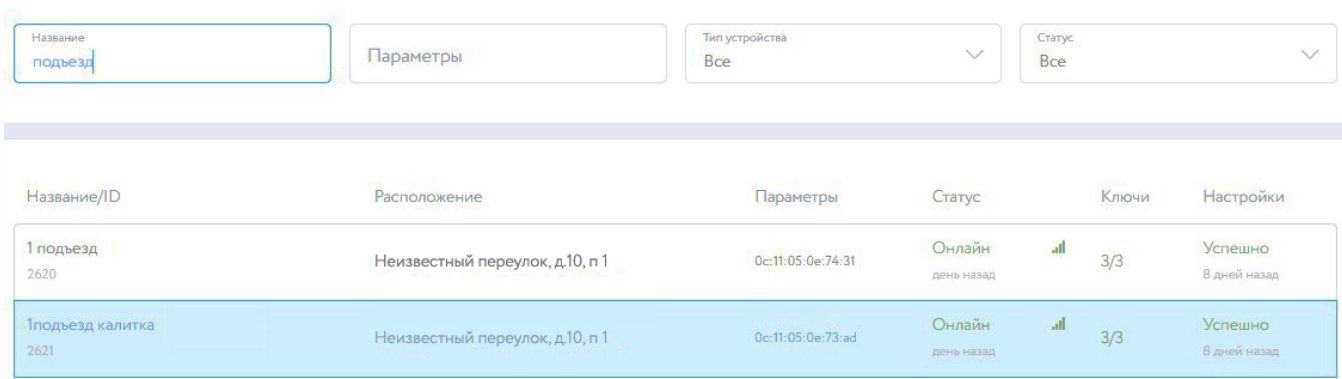 Название
подъезд
Параметры
Тип устройства
Все
Статус
Все
Название/ID Расположение Параметры Статус Ключи Настройки
1 подъезд
2620
Неизвестный переулок, д.10, п 1
0c:11:05:0e:74:31
Онлайн
день назад
3/3
Успешно
8 дней назад
1подъезд калитка
2621
Неизвестный переулок, д.10, п 1
0c:11:05:0e:73:ad
Онлайн
день назад
3/3
Успешно
8 дней назад